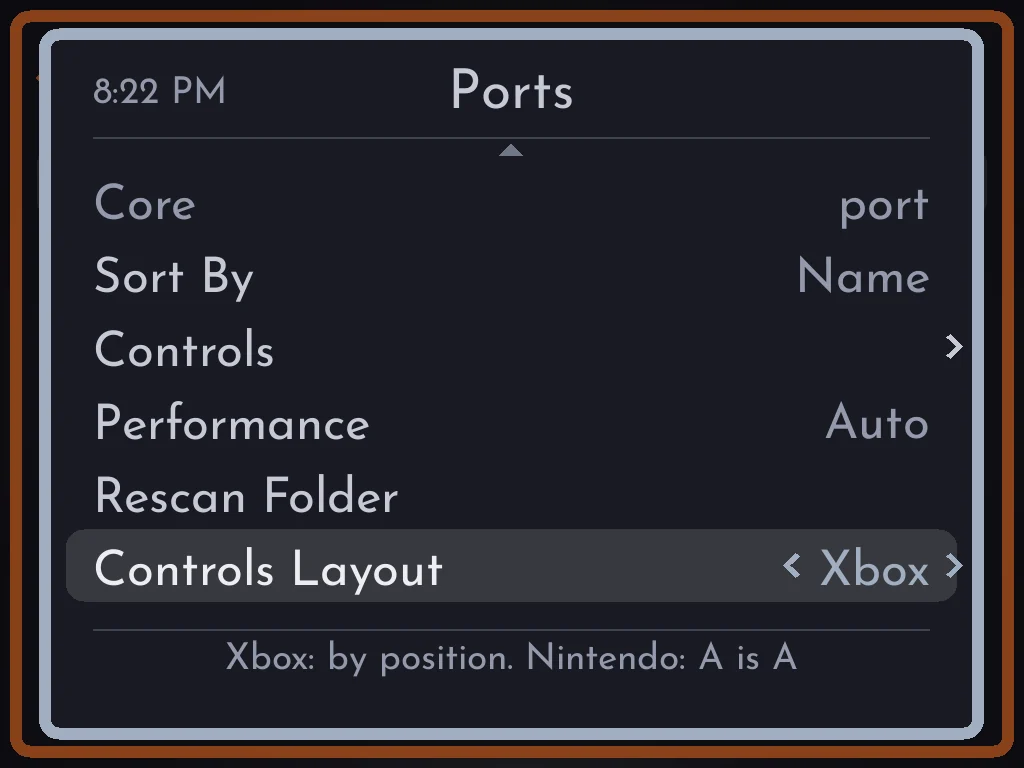 8:22 PM Ports
Core port
Sort By Name
Controls
Performance Auto
Rescan Folder
Controls Layout Xbox
Xbox: by position. Nintendo: A is A